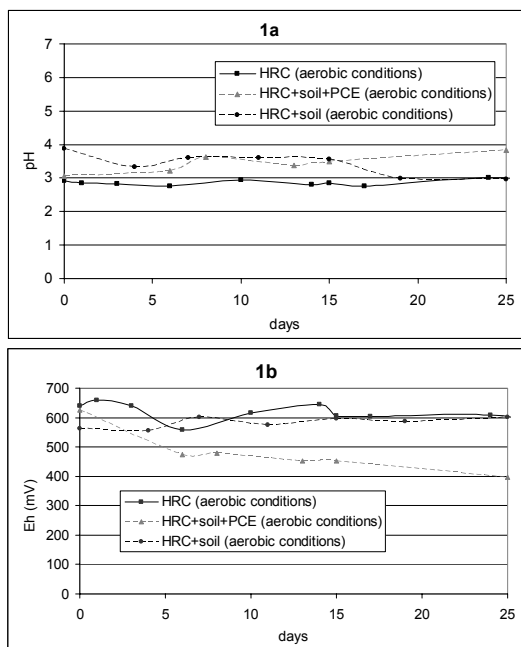 1a
7
6
5
4
3
2
1
0
pH
HRC (aerobic conditions)
HRC+soil+PCE (aerobic conditions)
HRC+soil (aerobic conditions)
0 5 10 15 20 25
days
1b
700
600
500
400
300
200
100
0
Eh (mV)
HRC (aerobic conditions)
HRC+soil+PCE (aerobic conditions)
HRC+soil (aerobic conditions)
0 5 10 15 20 25
days